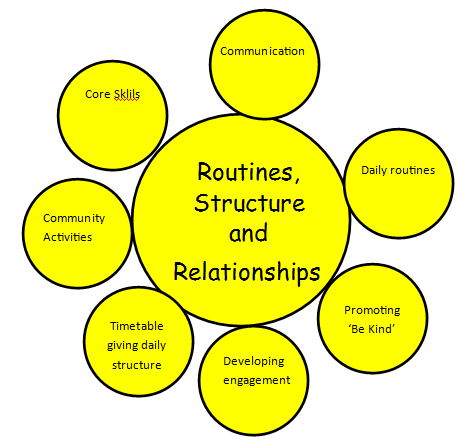 Communication
Core Skllls
Daily routines
Routines,
Structure
and
Relationships
Community
Activities
Promoting
‘Be Kind’
Timetable
giving daily
structure
Developing
engagement